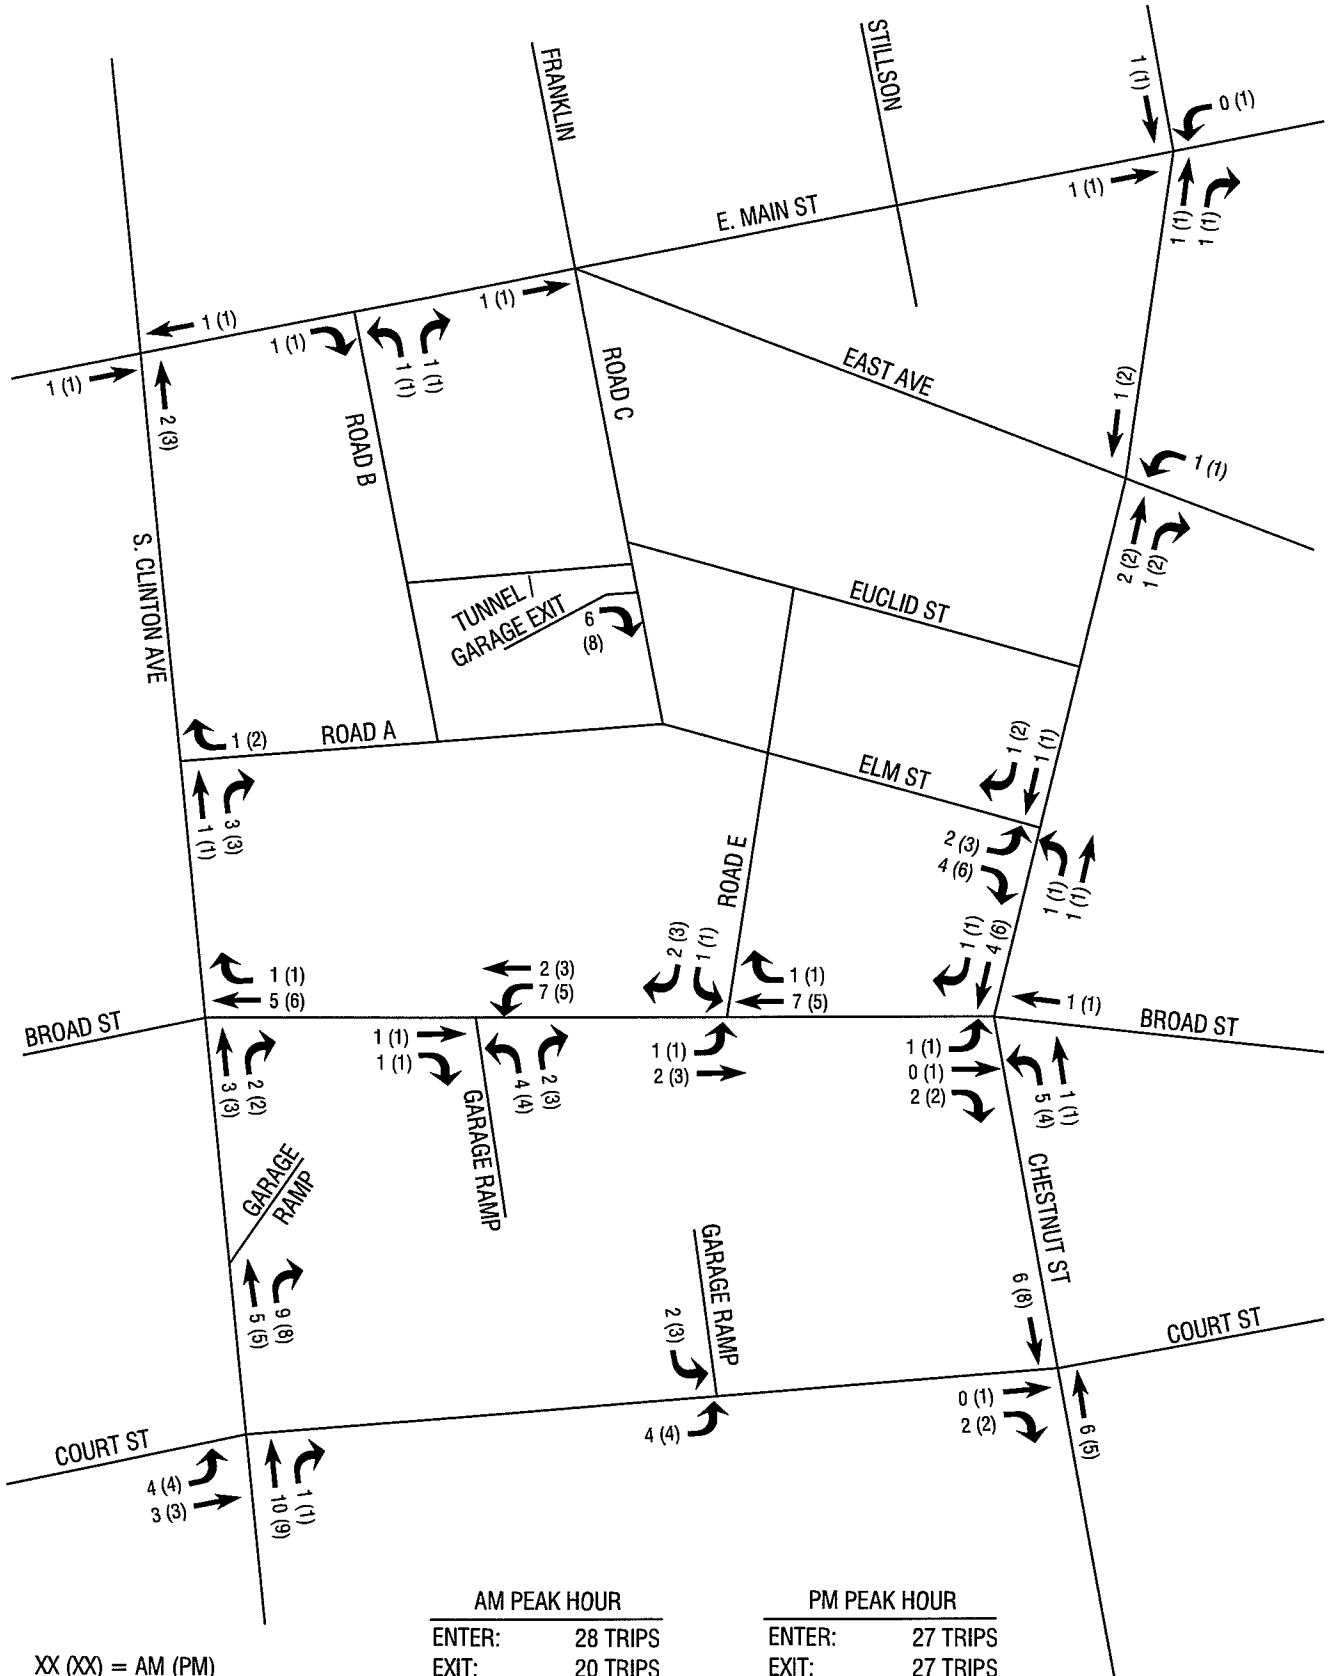 FRANKLIN
STILLSON
1 (1)
0 (1)
1 (1)
1 (1)
1 (1)
E. MAIN ST
1 (1)
1 (1)
1 (1)
1 (1)
1 (1)
1 (1)
2 (3)
ROAD B
ROAD C
EAST AVE
1 (2)
1 (1)
2 (2)
1 (2)
S. CLINTON AVE
TUNNEL /
GARAGE EXIT
6
(8)
EUCLID ST
1 (2)
ROAD A
1 (1)
3 (3)
ELM ST
1 (2)
1 (1)
2 (3)
4 (6)
1 (1)
1 (1)
ROAD E
1 (1)
5 (6)
2 (3)
7 (5)
2 (3)
1 (1)
1 (1)
7 (5)
1 (1)
4 (6)
1 (1)
BROAD ST
BROAD ST
3 (3)
2 (2)
1 (1)
1 (1)
4 (4)
2 (3)
1 (1)
2 (3)
1 (1)
0 (1)
2 (2)
5 (4)
1 (1)
GARAGE
RAMP
GARAGE RAMP
CHESTNUT ST
5 (5)
9 (8)
GARAGE RAMP
2 (3)
4 (4)
6 (8)
COURT ST
0 (1)
2 (2)
6 (5)
COURT ST
4 (4)
3 (3)
10 (9)
1 (1)
AM PEAK HOUR
ENTER: 28 TRIPS
EXIT: 20 TRIPS
PM PEAK HOUR
ENTER: 27 TRIPS
EXIT: 27 TRIPS
XX (XX) = AM (PM)